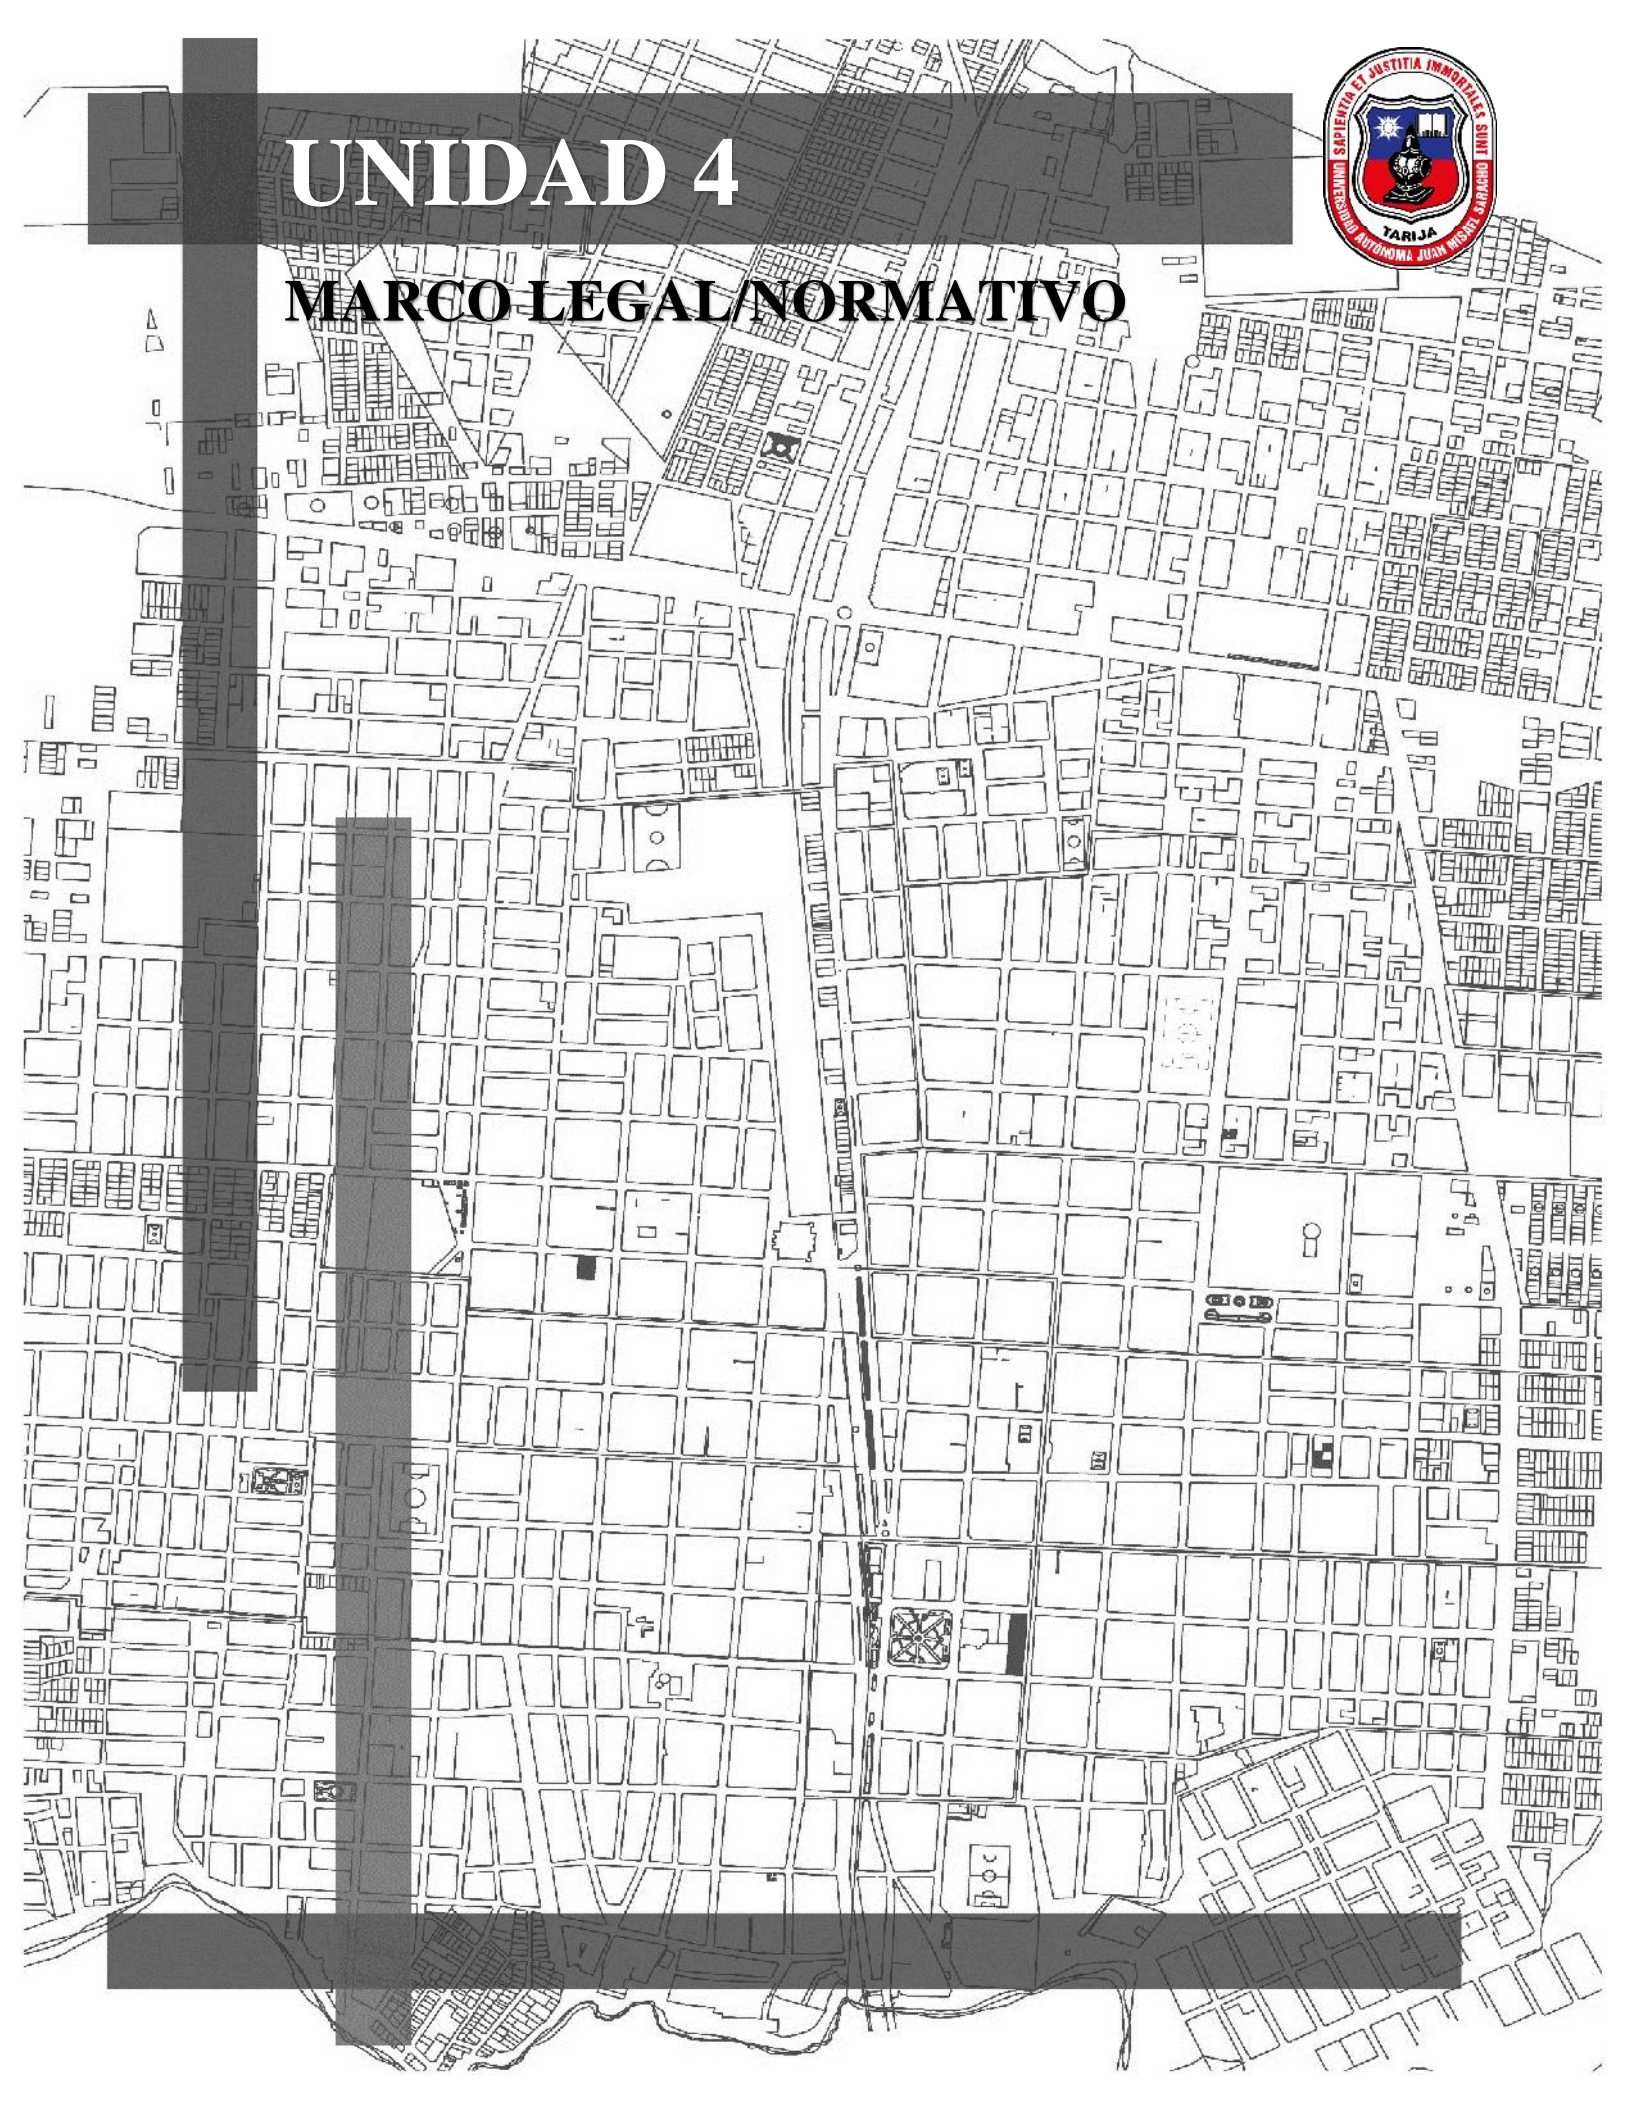 UNIDAD 4
MARCO LEGAL/NORMATIVO
SAPIENTIA ET JUSTITIA IMMORTALES SUNT
UNIVERSIDAD AUTÓNOMA JUAN MISAEL SARACHO
TARIJA